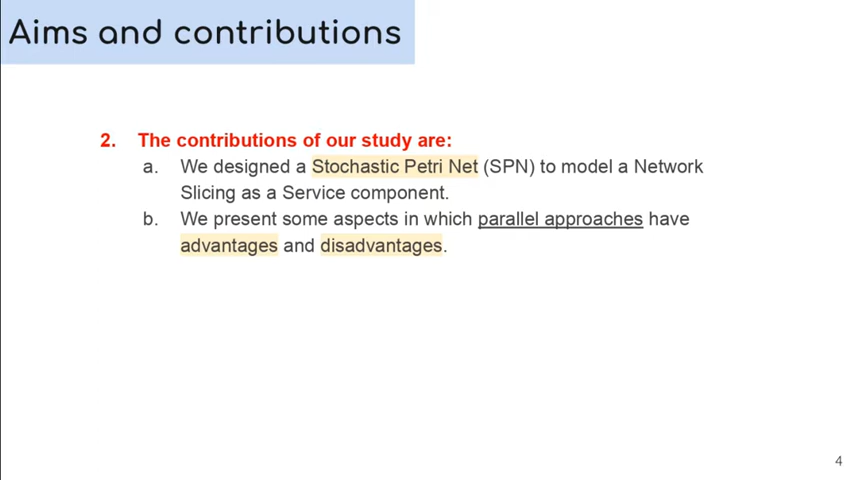 Aims and contributions
2. The contributions of our study are:
a. We designed a Stochastic Petri Net (SPN) to model a Network
Slicing as a Service component.
b. We present some aspects in which parallel approaches have
advantages and disadvantages.
4